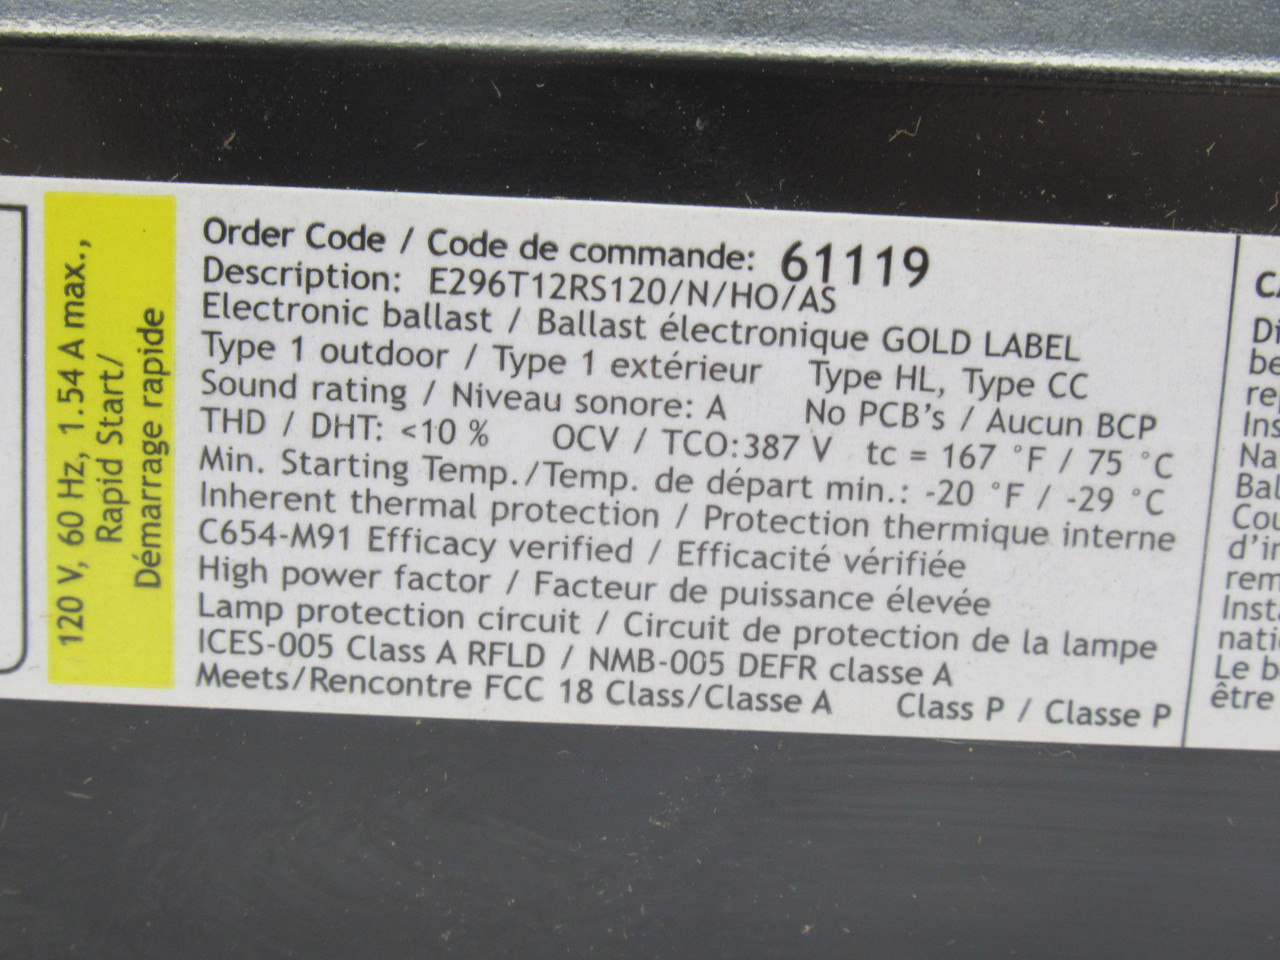 120 V, 60 Hz, 1.54 A max.,
Rapid Start/
Démarrage rapide
Order Code / Code de commande: 61119
Description: E296T12RS120/N/HO/AS
Electronic ballast / Ballast électronique GOLD LABEL
Type 1 outdoor / Type 1 extérieur Type HL, Type CC
Sound rating / Niveau sonore: A No PCB's / Aucun BCP
THD / DHT: <10 % OCV / TCO:387 V tc = 167 °F / 75 °C
Min. Starting Temp./Temp. de départ min.: -20 °F / -29 °C
Inherent thermal protection / Protection thermique interne
C654-M91 Efficacy verified / Efficacité vérifiée
High power factor / Facteur de puissance élevée
Lamp protection circuit / Circuit de protection de la lampe
ICES-005 Class A RFLD / NMB-005 DEFR classe A
Meets/Rencontre FCC 18 Class/Classe A Class P / Classe P
Le
être